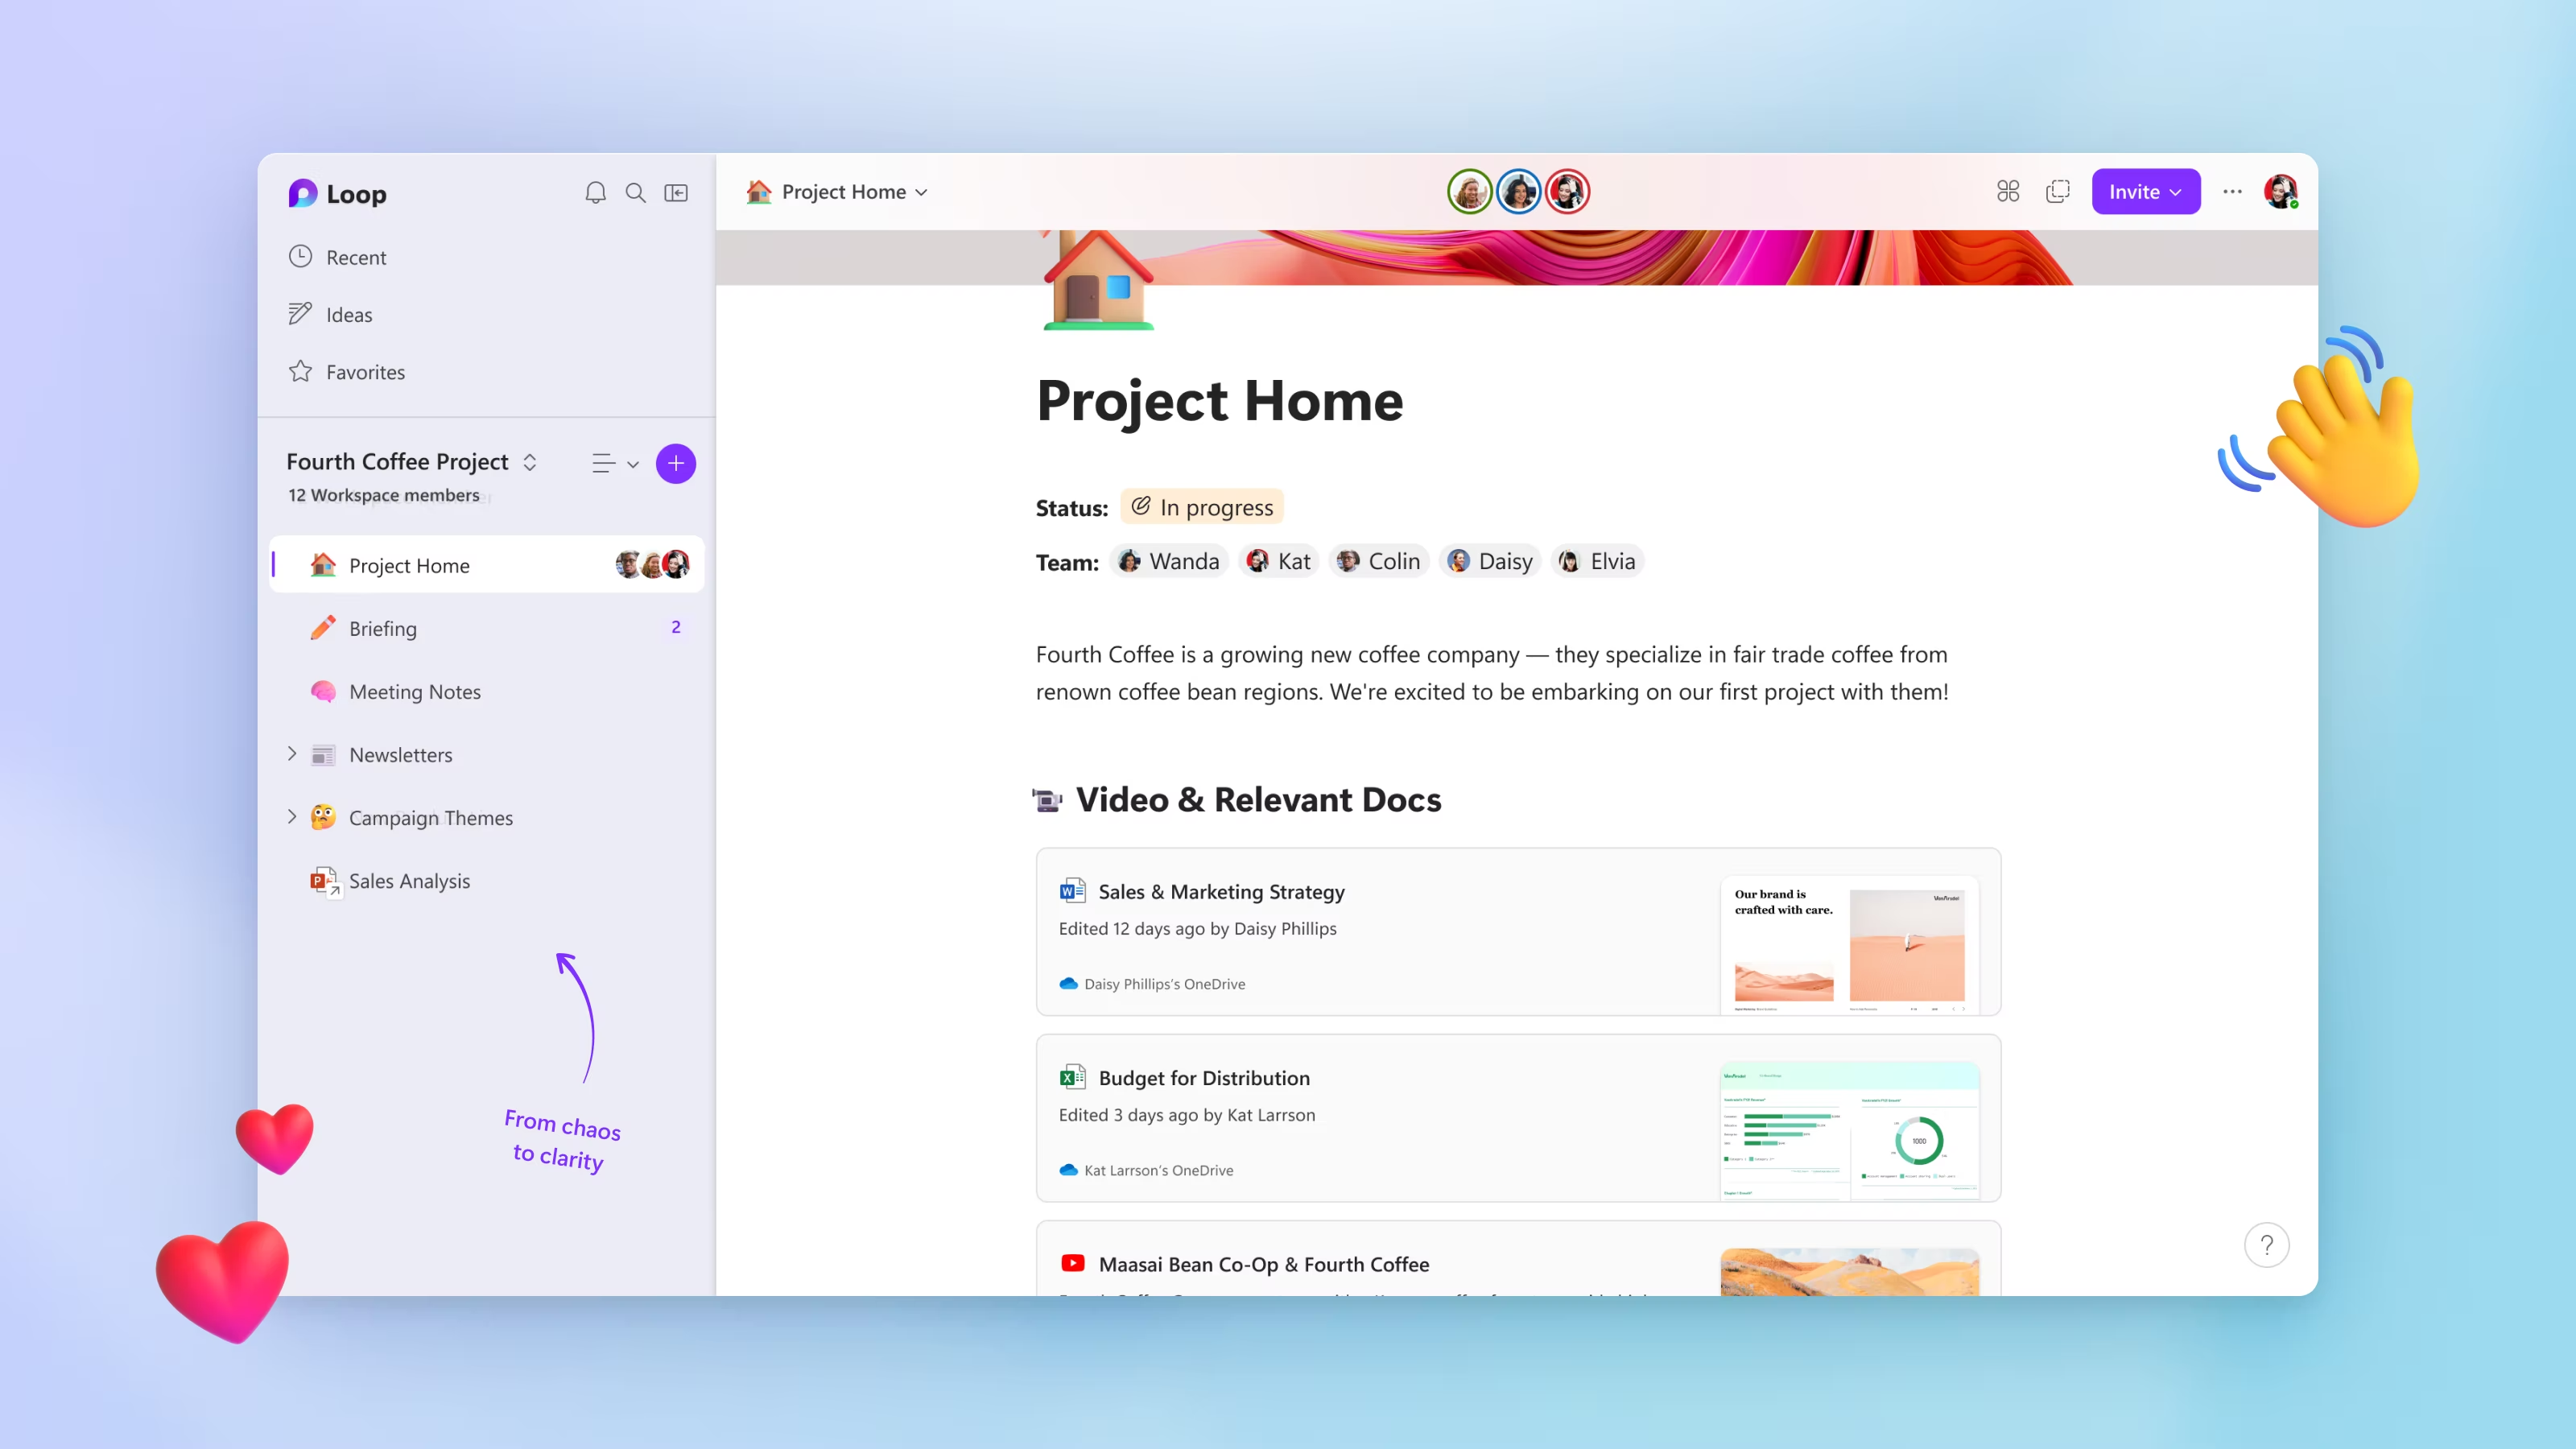 Loop
Recent
Ideas
Favorites
Fourth Coffee Project
12 Workspace members
Project Home
Briefing
2
Meeting Notes
Newsletters
Campaign Themes
Sales Analysis
From chaos
to clarity
Project Home
Invite
Project Home
Status: In progress
Team: Wanda Kat Colin Daisy Elvia
Fourth Coffee is a growing new coffee company — they specialize in fair trade coffee from
renown coffee bean regions. We're excited to be embarking on our first project with them!
Video & Relevant Docs
Sales & Marketing Strategy
Edited 12 days ago by Daisy Phillips
Daisy Phillips's OneDrive
Our brand is
crafted with care.
VanArsdel
Budget for Distribution
Edited 3 days ago by Kat Larrson
Kat Larrson's OneDrive
VanArsdel
1000
Maasai Bean Co-Op & Fourth Coffee
?